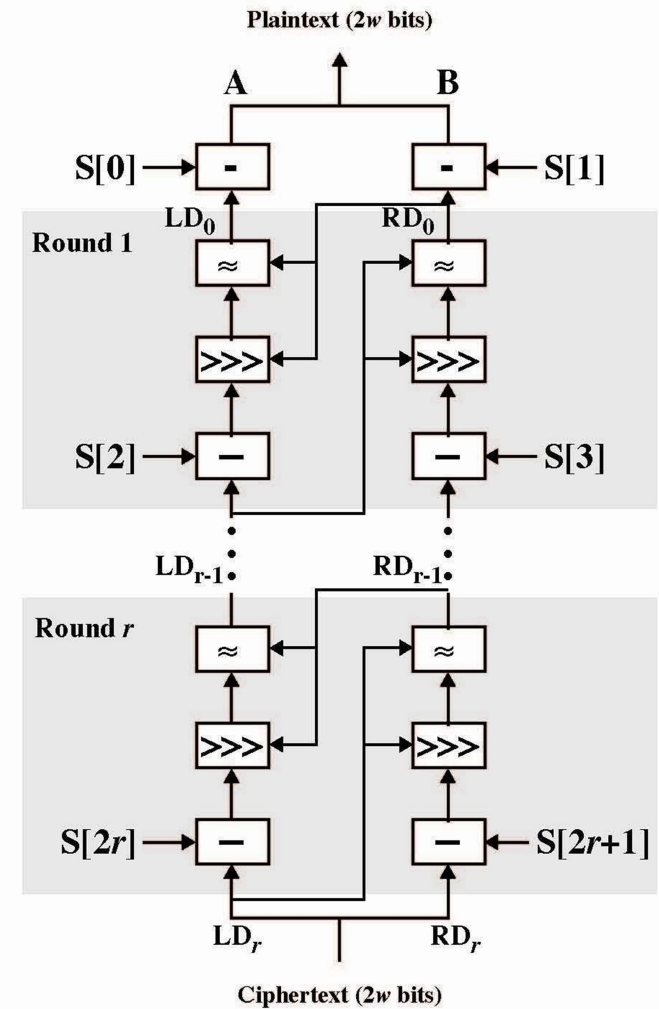 Plaintext (2w bits)
A B
S[0] - - S[1]
LD0 RD0
Round 1
≈ ≈
>>> >>>
S[2] – – S[3]
LDr-1 RDr-1
Round r
≈ ≈
>>> >>>
S[2r] – – S[2r+1]
LDr RDr
Ciphertext (2w bits)